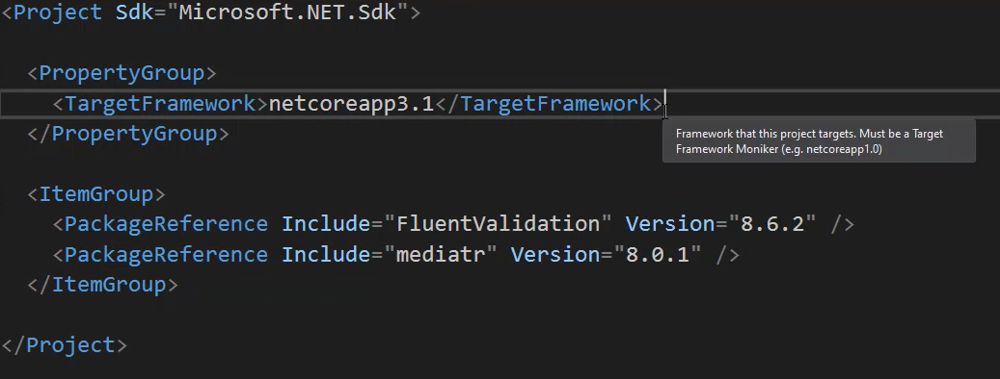 <Project Sdk="Microsoft.NET.Sdk">
<PropertyGroup>
<TargetFramework>netcoreapp3.1</TargetFramework>
</PropertyGroup>
Framework that this project targets. Must be a Target
Framework Moniker (e.g. netcoreapp1.0)
<ItemGroup>
<PackageReference Include="FluentValidation" Version="8.6.2" />
<PackageReference Include="mediatr" Version="8.0.1" />
</ItemGroup>
</Project>